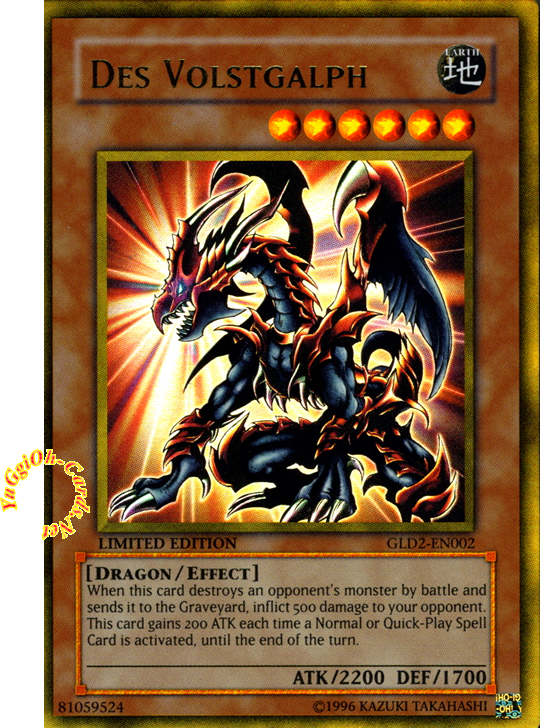 DES VOLSTGALPH
EARTH
地
YuGgiOh-Cards.Net
LIMITED EDITION GLD2-EN002
[DRAGON/EFFECT]
When this card destroys an opponent's monster by battle and
sends it to the Graveyard, inflict 500 damage to your opponent.
This card gains 200 ATK each time a Normal or Quick-Play Spell
Card is activated, until the end of the turn.
ATK/2200 DEF/1700
81059524 ©1996 KAZUKI TAKAHASHI